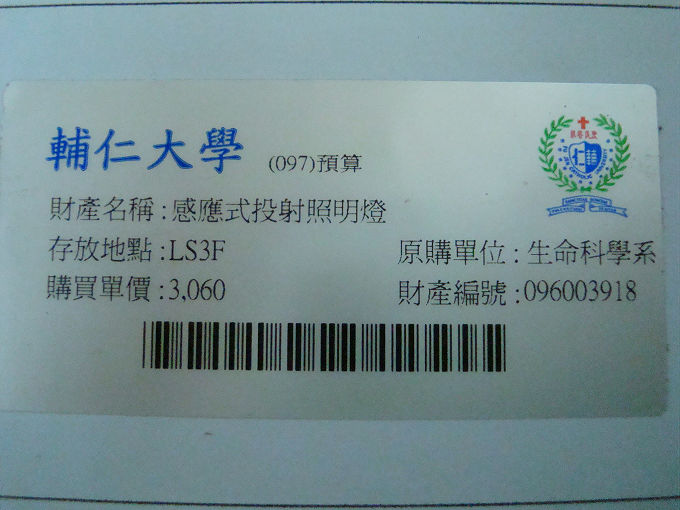 輔仁大學 (097)預算
財產名稱:感應式投射照明燈
存放地點:LS3F 原購單位:生命科學系
購買單價:3,060 財產編號:096003918